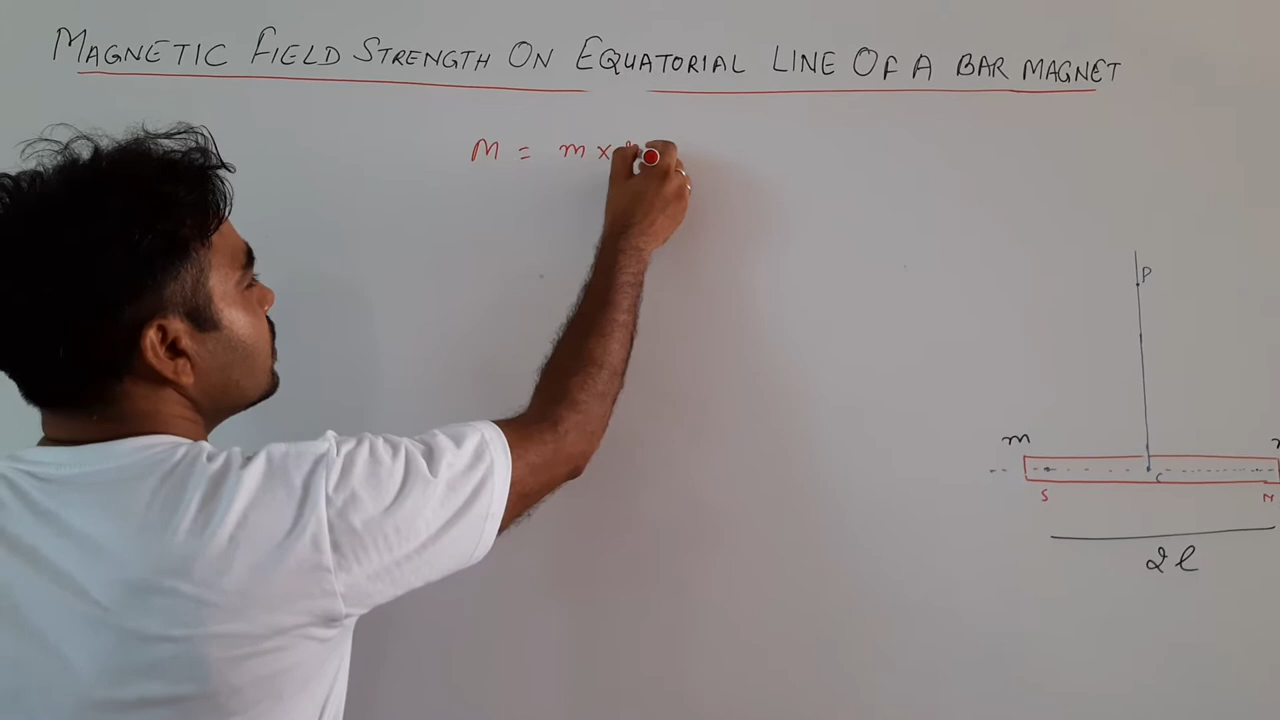 MAGNETIC FIELD STRENGTH ON EQUATORIAL LINE OF A BAR MAGNET
M = m ×
P
m
C
S N
2l